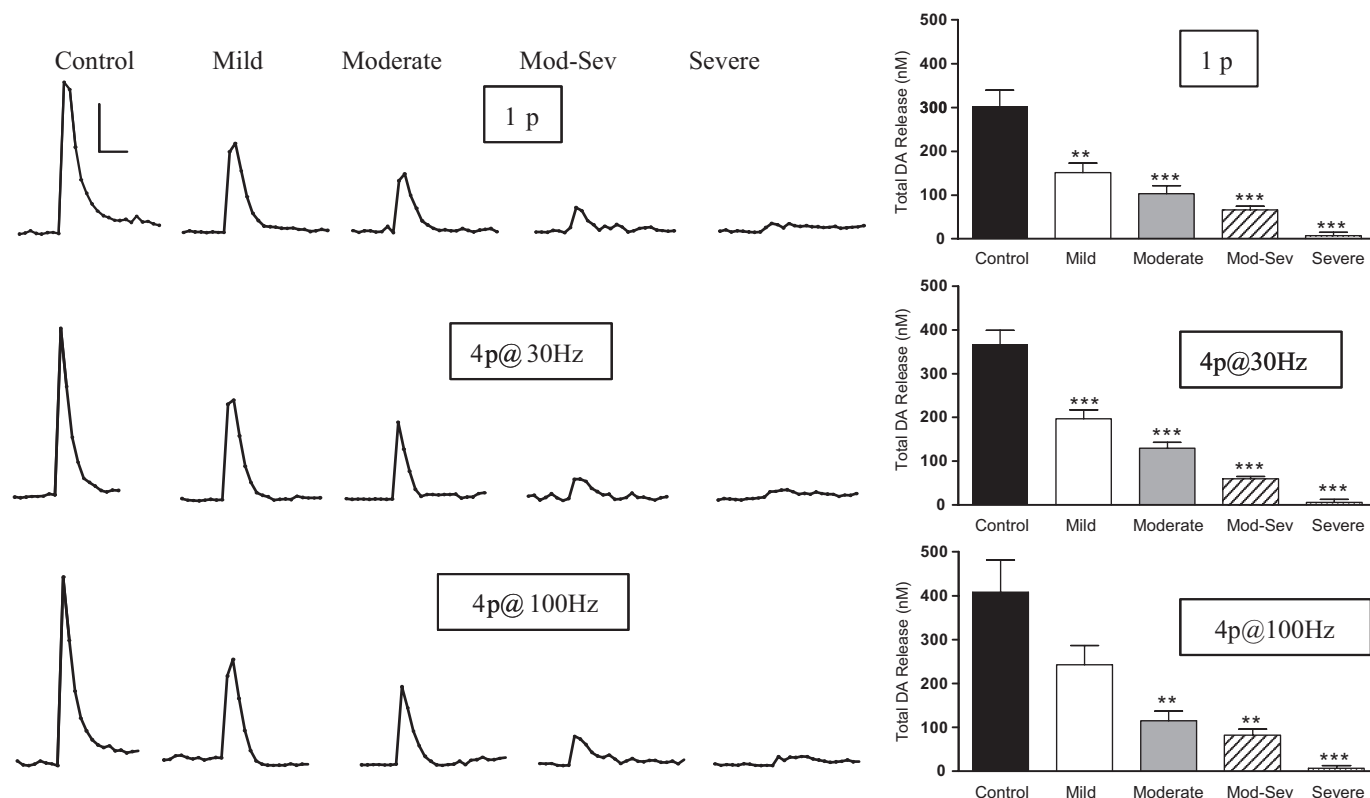 Control Mild Moderate Mod-Sev Severe
1 p
4p@30Hz
4p@100Hz
500
400
300
200
100
0
Total DA Release (nM)
1 p
**
***
***
***
Control Mild Moderate Mod-Sev Severe
500
400
300
200
100
0
Total DA Release (nM)
4p@30Hz
***
***
***
***
Control Mild Moderate Mod-Sev Severe
500
400
300
200
100
0
Total DA Release (nM)
4p@100Hz
**
**
***
Control Mild Moderate Mod-Sev Severe